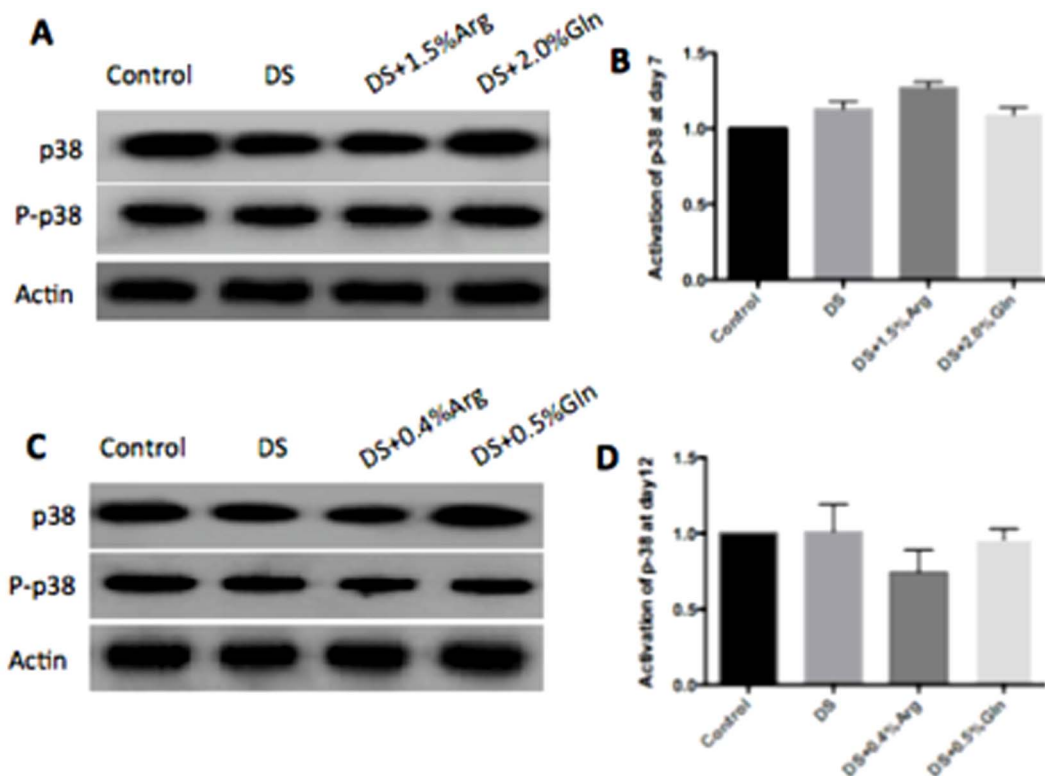 A
Control DS DS+1.5%Arg DS+2.0%Gln
p38
P-p38
Actin
B
Activation of p-38 at day 7
1.5
1.0
0.5
0.0
Control DS DS+1.5%Arg DS+2.0%Gln
C
Control DS DS+0.4%Arg DS+0.5%Gln
p38
P-p38
Actin
D
Activation of p-38 at day12
1.5
1.0
0.5
0.0
Control DS DS+0.4%Arg DS+0.5%Gln